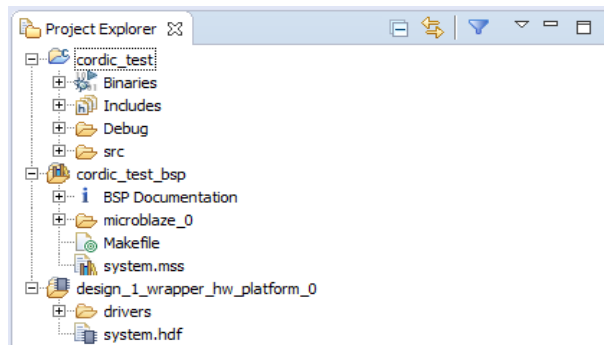 Project Explorer
cordic_test
Binaries
Includes
Debug
src
cordic_test_bsp
BSP Documentation
microblaze_0
Makefile
system.mss
design_1_wrapper_hw_platform_0
drivers
system.hdf